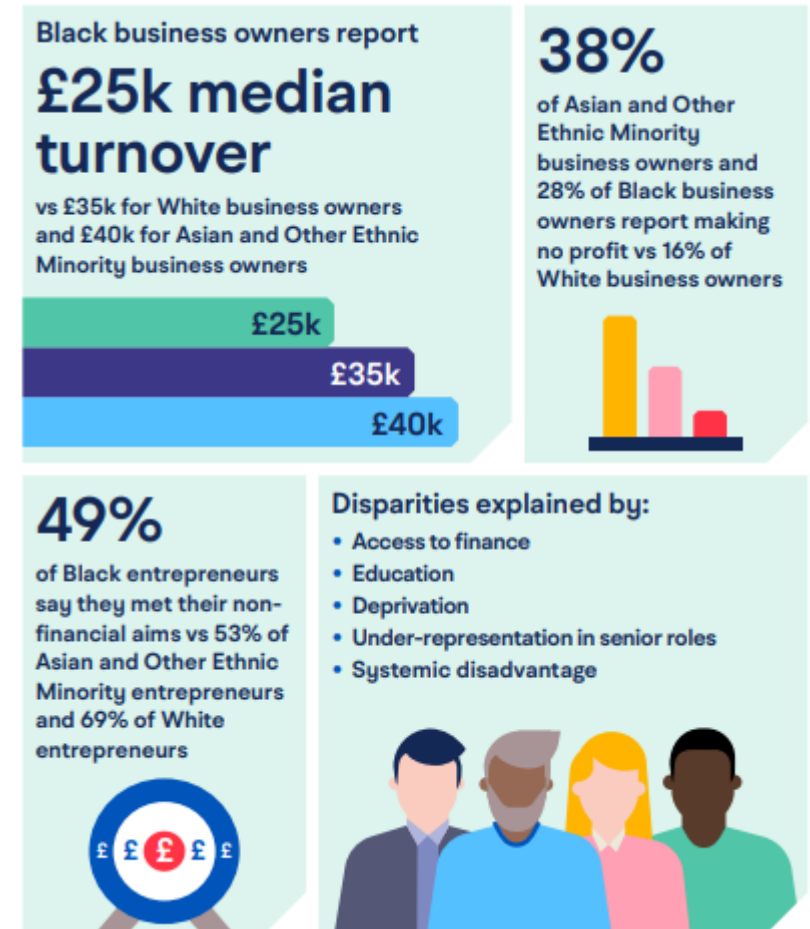 Black business owners report
£25k median
turnover
vs £35k for White business owners
and £40k for Asian and Other Ethnic
Minority business owners
£25k
£35k
£40k
38%
of Asian and Other
Ethnic Minority
business owners and
28% of Black business
owners report making
no profit vs 16% of
White business owners
49%
of Black entrepreneurs
say they met their non-
financial aims vs 53% of
Asian and Other Ethnic
Minority entrepreneurs
and 69% of White
entrepreneurs
£ £ £ £ £
Disparities explained by:
• Access to finance
• Education
• Deprivation
• Under-representation in senior roles
• Systemic disadvantage